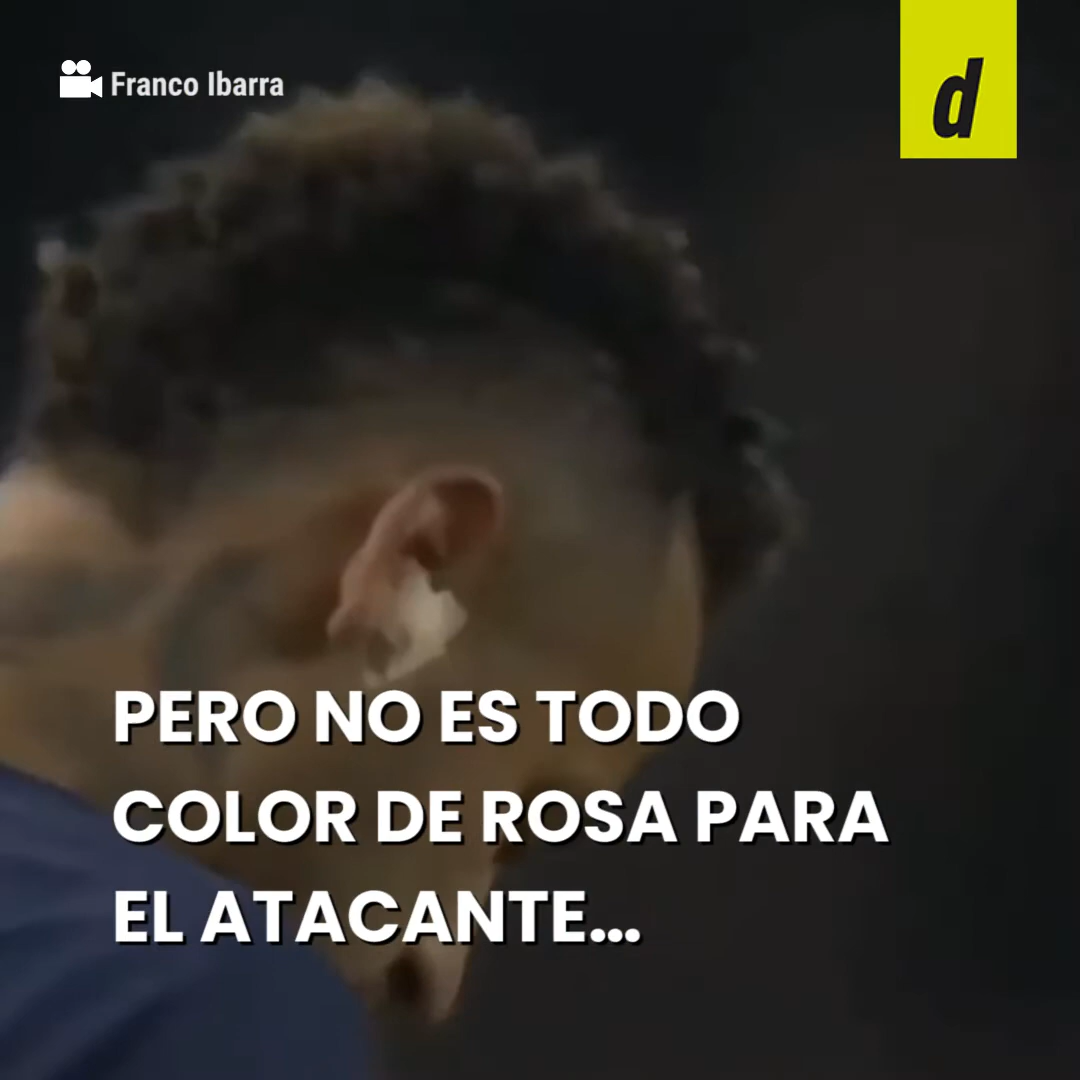 Franco Ibarra
d
PERO NO ES TODO
COLOR DE ROSA PARA
EL ATACANTE...